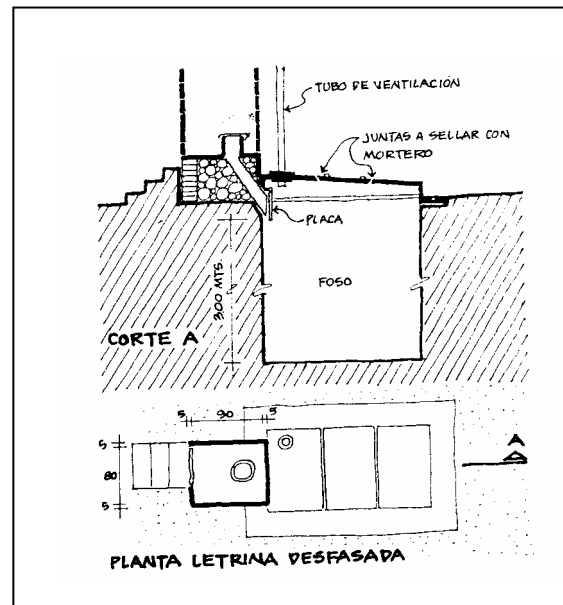 TUBO DE VENTILACIÓN
JUNTAS A SELLAR CON
MORTERO
PLACA
3.00 MTS.
FOSO
CORTE A
5 90 5
5
80
5
A
PLANTA LETRINA DESFASADA